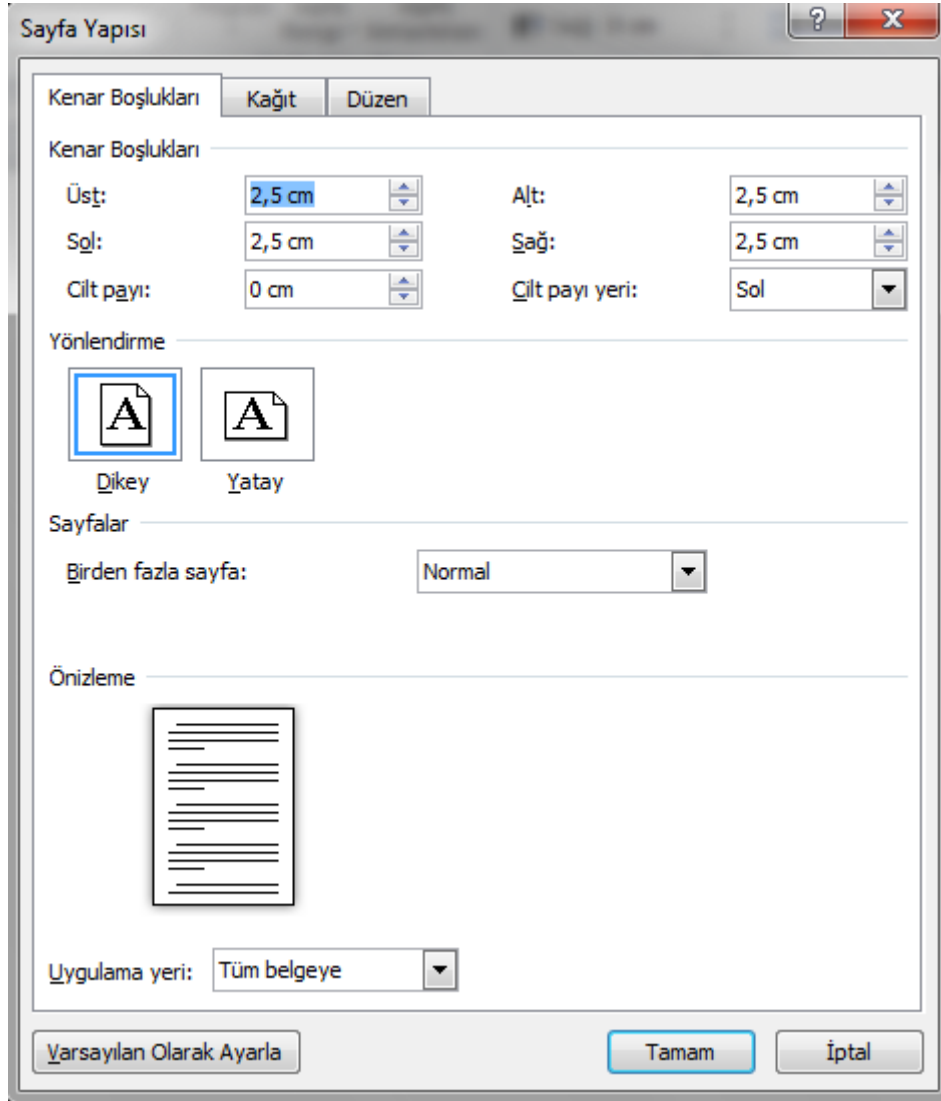 Sayfa Yapısı
Kenar Boşlukları Kağıt Düzen
Kenar Boşlukları
Üst: 2,5 cm Alt: 2,5 cm
Sol: 2,5 cm Sağ: 2,5 cm
Cilt payı: 0 cm Cilt payı yeri: Sol
Yönlendirme
A A
Dikey Yatay
Sayfalar
Birden fazla sayfa: Normal
Önizleme
Uygulama yeri: Tüm belgeye
Varsayılan Olarak Ayarla Tamam İptal